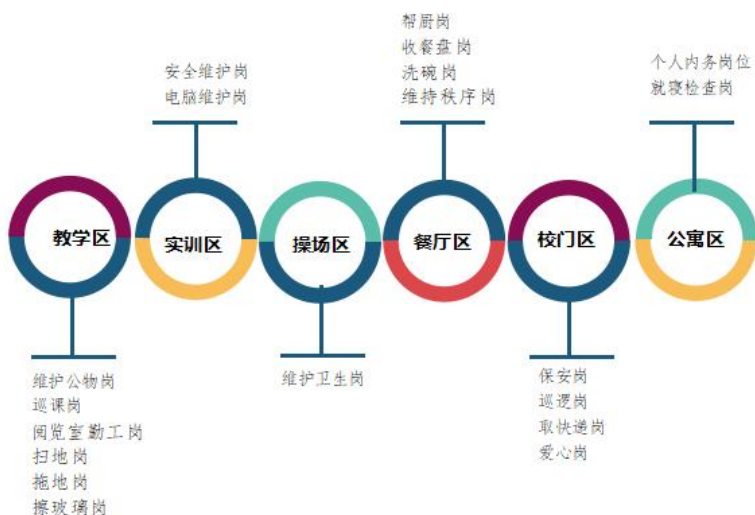 安全维护岗
电脑维护岗
帮厨岗
收餐盘岗
洗碗岗
维持秩序岗
个人内务岗位
就寝检查岗
教学区
实训区
操场区
餐厅区
校门区
公寓区
维护公物岗
巡课岗
阅览室勤工岗
扫地岗
拖地岗
擦玻璃岗
维护卫生岗
保安岗
巡逻岗
取快递岗
爱心岗